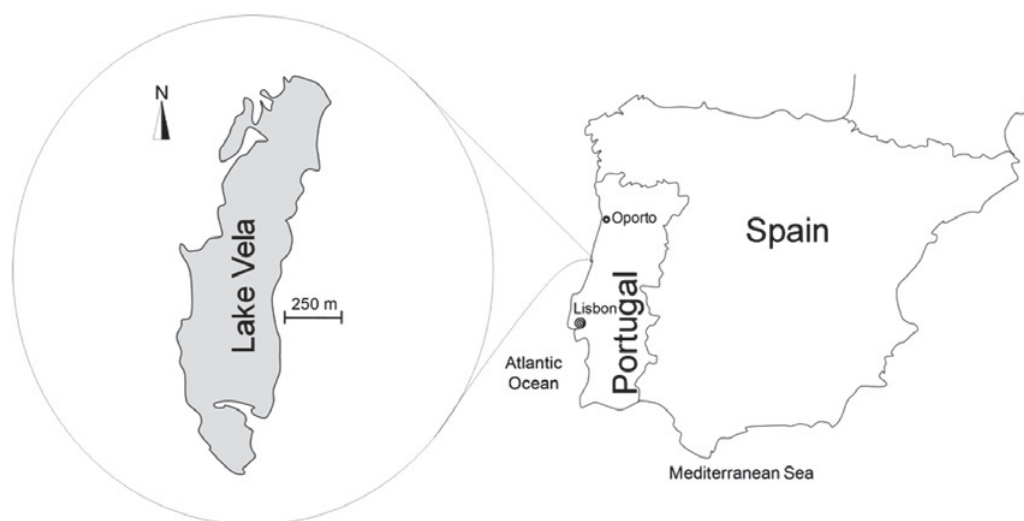 N
Lake Vela
250 m
Oporto
Spain
Lisbon
Portugal
Atlantic
Ocean
Mediterranean Sea